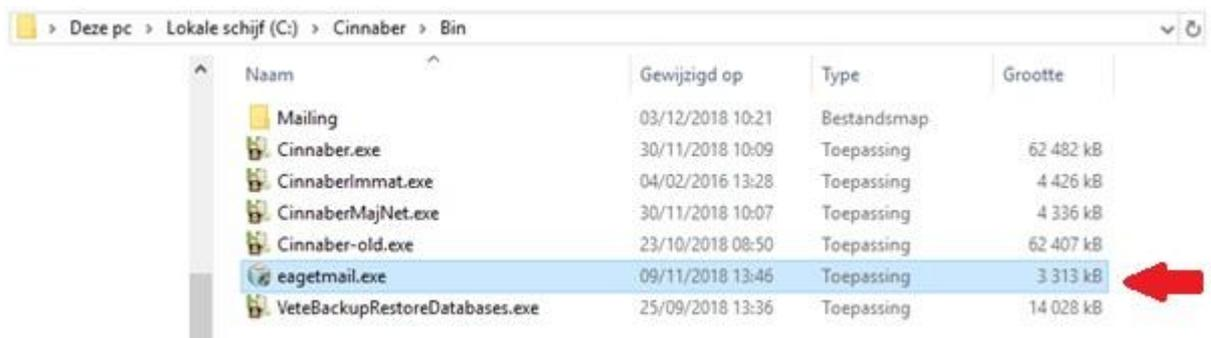 > Deze pc > Lokale schijf (C:) > Cinnaber > Bin
Naam Gewijzigd op Type Grootte
Mailing 03/12/2018 10:21 Bestandsmap
Cinnaber.exe 30/11/2018 10:09 Toepassing 62 482 kB
CinnaberImmat.exe 04/02/2016 13:28 Toepassing 4 426 kB
CinnaberMajNet.exe 30/11/2018 10:07 Toepassing 4 336 kB
Cinnaber-old.exe 23/10/2018 08:50 Toepassing 62 407 kB
eagetmail.exe 09/11/2018 13:46 Toepassing 3 313 kB
VeteBackupRestoreDatabases.exe 25/09/2018 13:36 Toepassing 14 028 kB